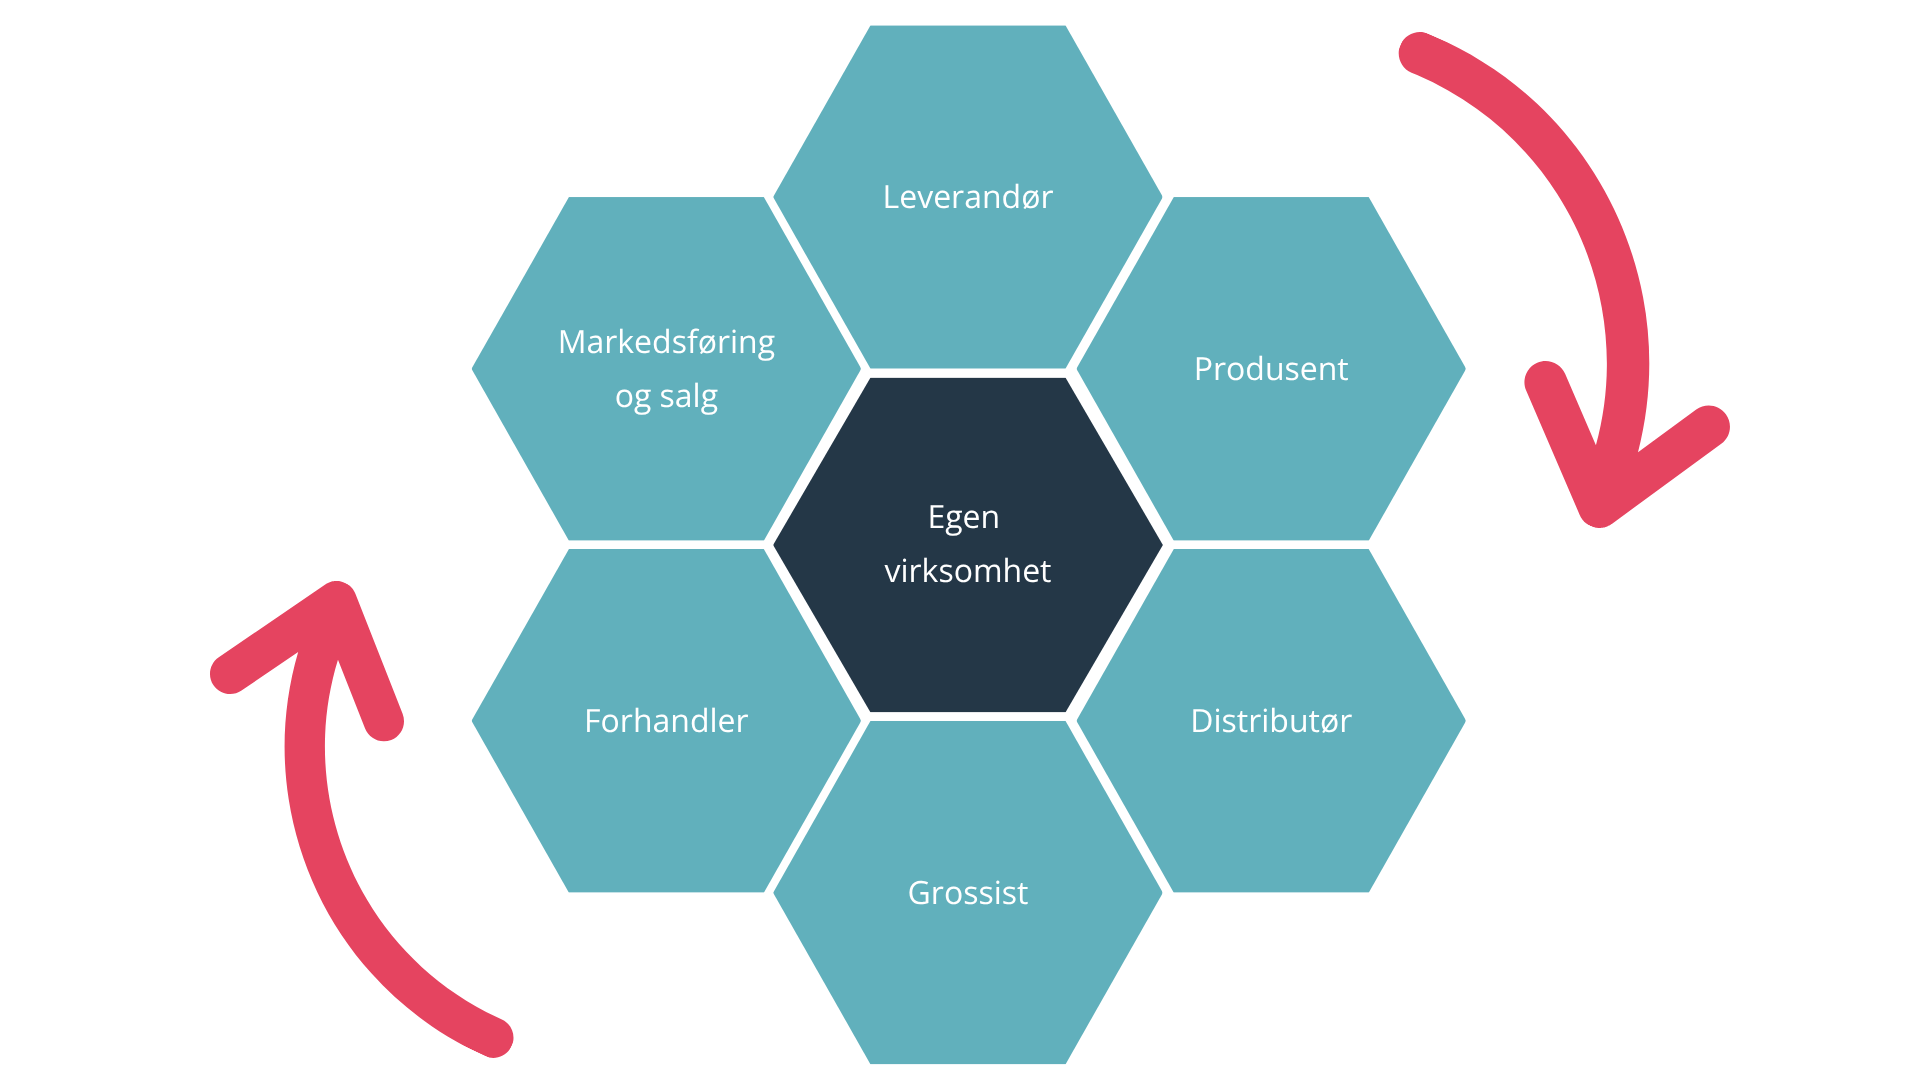 Leverandør
Markedsføring
og salg
Produsent
Egen
virksomhet
Forhandler
Distributør
Grossist